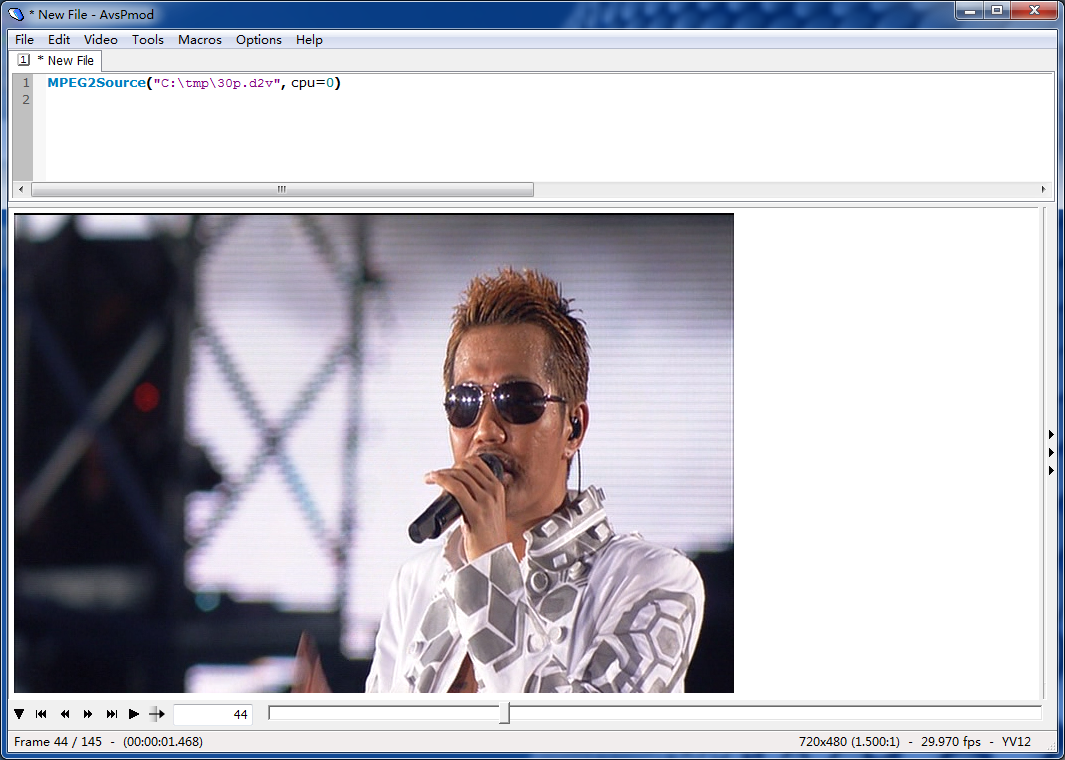 * New File - AvsPmod
File Edit Video Tools Macros Options Help
1 * New File
1 MPEG2Source("C:\tmp\30p.d2v", cpu=0)
2
44
Frame 44 / 145 - (00:00:01.468) 720x480 (1.500:1) - 29.970 fps - YV12